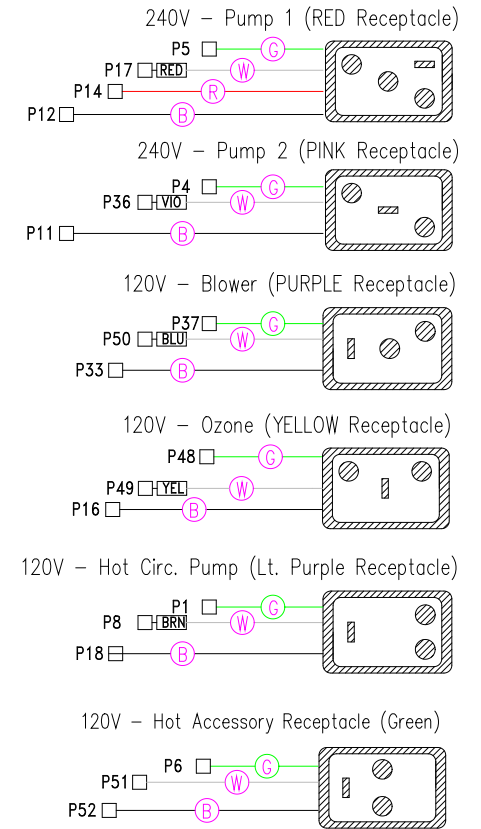 240V - Pump 1 (RED Receptacle)
P5 G
P17 RED W
P14 R
P12 B
240V - Pump 2 (PINK Receptacle)
P4 G
P36 VIO W
P11 B
120V - Blower (PURPLE Receptacle)
P37 G
P50 BLU W
P33 B
120V - Ozone (YELLOW Receptacle)
P48 G
P49 YEL W
P16 B
120V - Hot Circ. Pump (Lt. Purple Receptacle)
P1 G
P8 BRN W
P18 B
120V - Hot Accessory Receptacle (Green)
P6 G
P51 W
P52 B